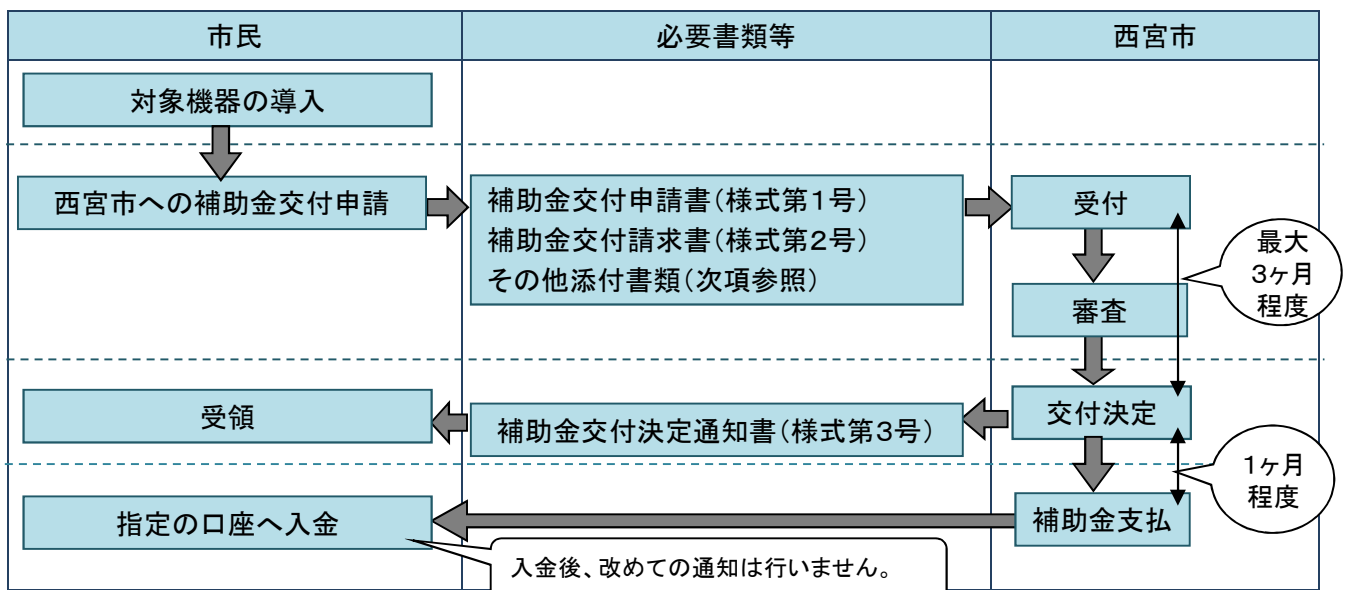 市民
必要書類等
西宮市
対象機器の導入
西宮市への補助金交付申請
補助金交付申請書(様式第1号)
補助金交付請求書(様式第2号)
その他添付書類(次項参照)
受付
最大
3ヶ月
程度
審査
受領
補助金交付決定通知書(様式第3号)
交付決定
1ヶ月
程度
指定の口座へ入金
補助金支払
入金後、改めての通知は行いません。